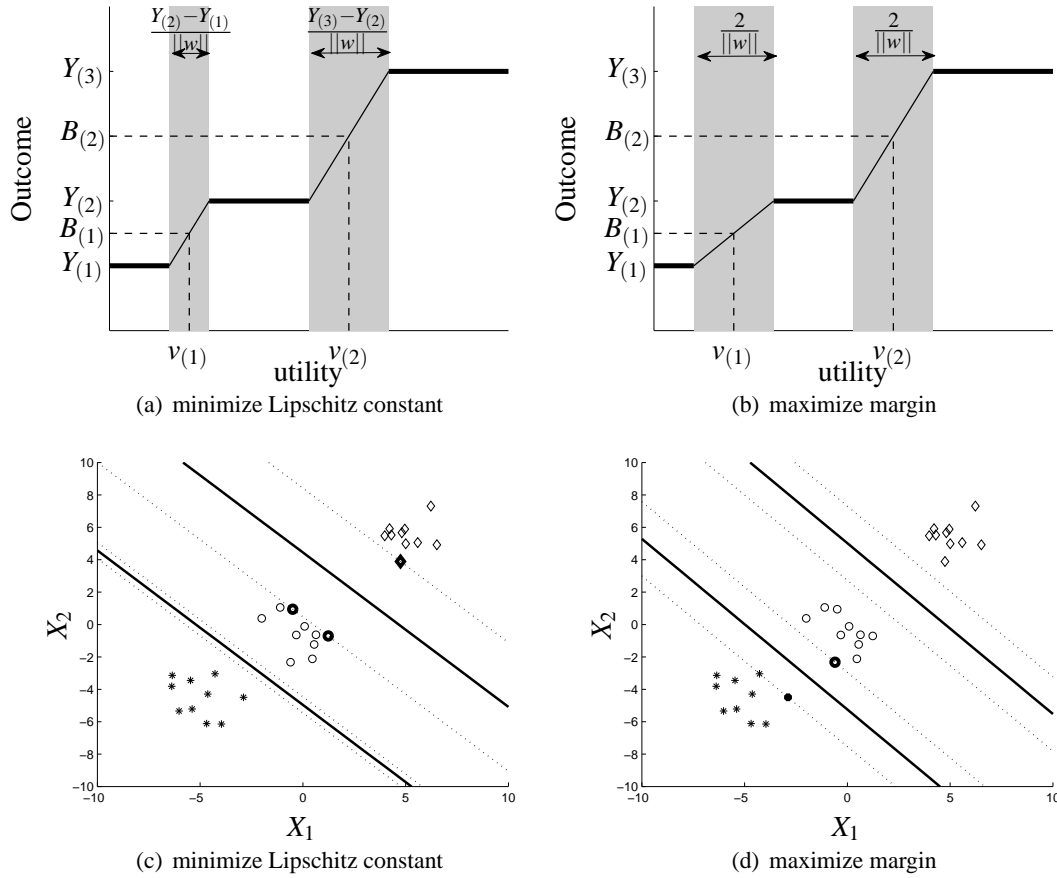 Y(2)−Y(1)
||w||
Y(3)−Y(2)
||w||
Outcome
Y(3)
B(2)
Y(2)
B(1)
Y(1)
v(1)
v(2)
utility
(a) minimize Lipschitz constant
2
||w||
2
||w||
Outcome
Y(3)
B(2)
Y(2)
B(1)
Y(1)
v(1)
v(2)
utility
(b) maximize margin
X2
10
8
6
4
2
0
−2
−4
−6
−8
−10
−10
−5
0
5
10
X1
(c) minimize Lipschitz constant
X2
10
8
6
4
2
0
−2
−4
−6
−8
−10
−10
−5
0
5
10
X1
(d) maximize margin